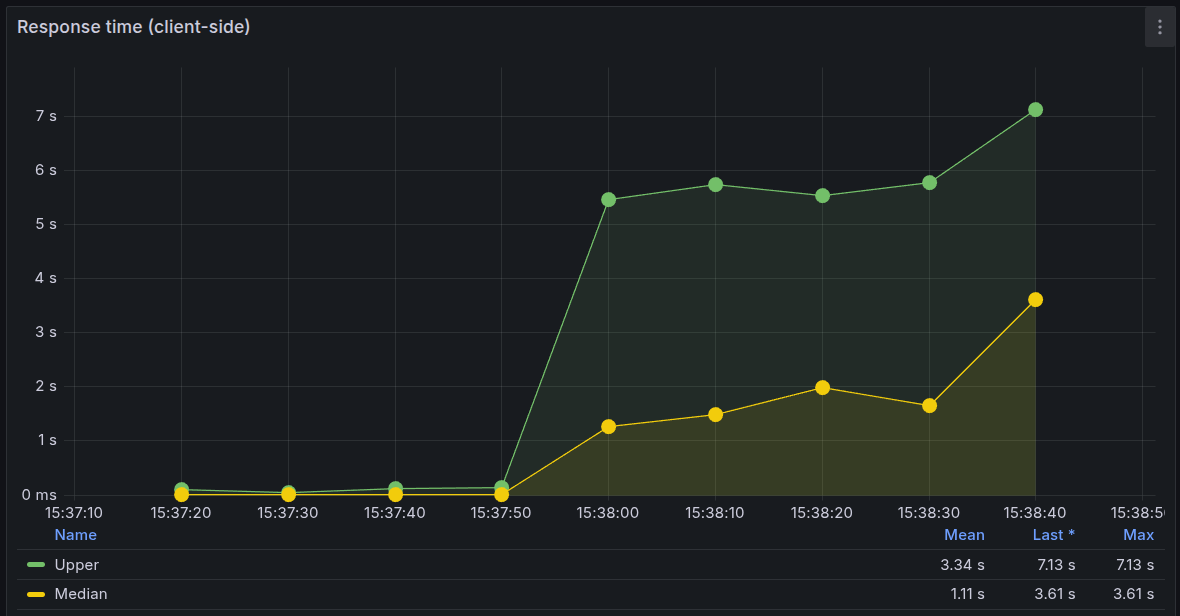 Response time (client-side)
7 s
6 s
5 s
4 s
3 s
2 s
1 s
0 ms
15:37:10 15:37:20 15:37:30 15:37:40 15:37:50 15:38:00 15:38:10 15:38:20 15:38:30 15:38:40 15:38:5
Name Mean Last * Max
Upper 3.34 s 7.13 s 7.13 s
Median 1.11 s 3.61 s 3.61 s